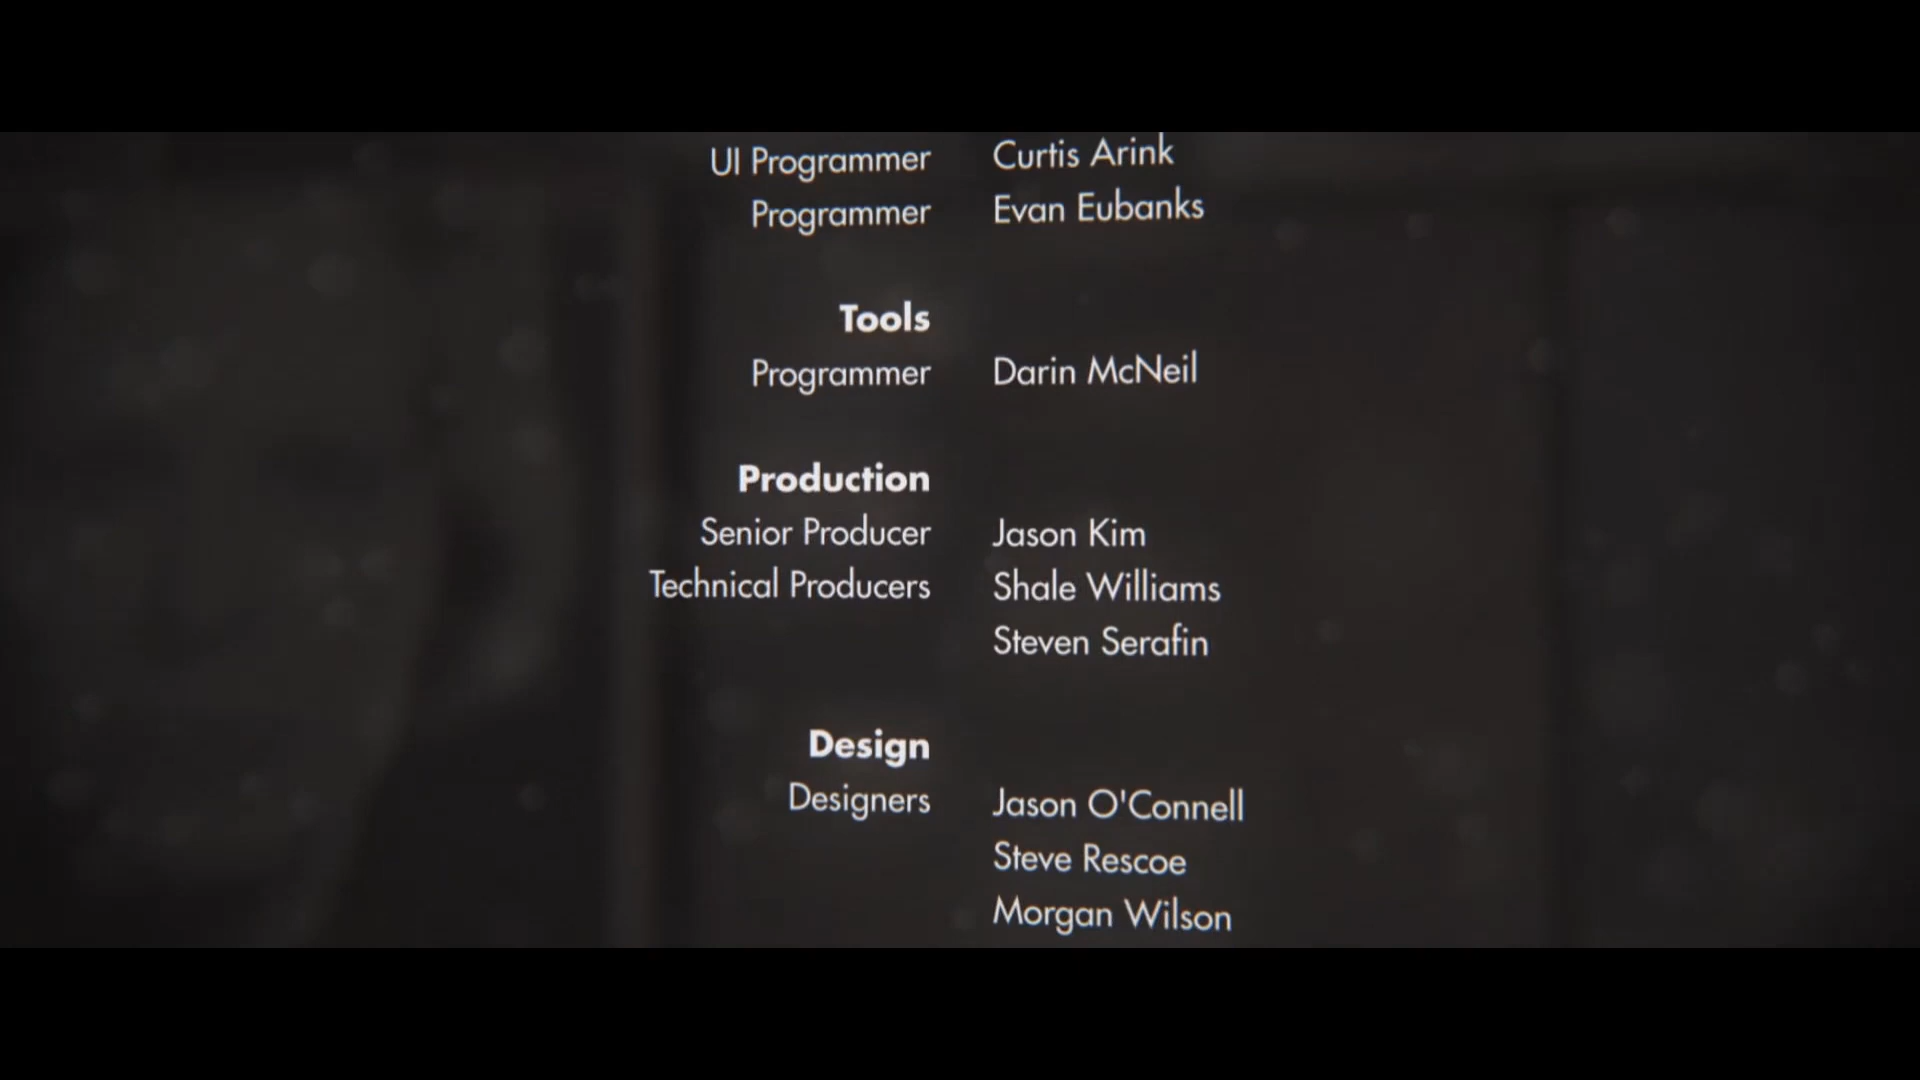 UI Programmer Curtis Arink
Programmer Evan Eubanks
Tools
Programmer Darin McNeil
Production
Senior Producer Jason Kim
Technical Producers Shale Williams
Steven Serafin
Design
Designers Jason O'Connell
Steve Rescoe
Morgan Wilson